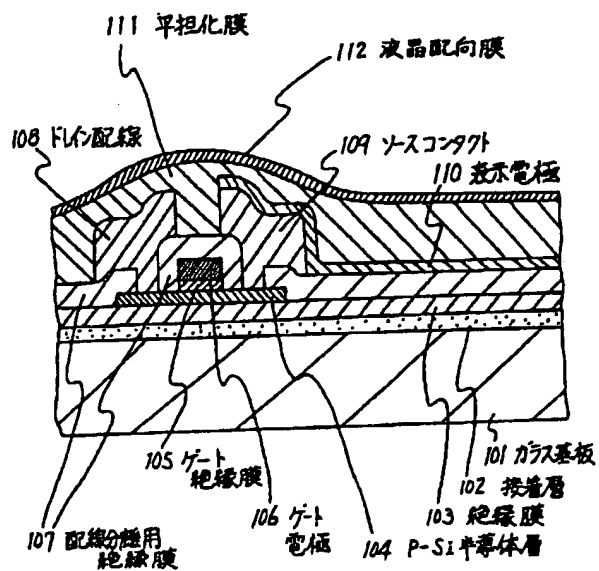 111 平担化膜
112 液晶配向膜
108 ドレイン配線
109 ソースコンタクト
110 表示電極
101 ガラス基板
105 ゲート
絶縁膜
102 接着層
106 ゲート
電極
103 絶縁膜
107 配線分離用
絶縁膜
104 P-Si半導体層